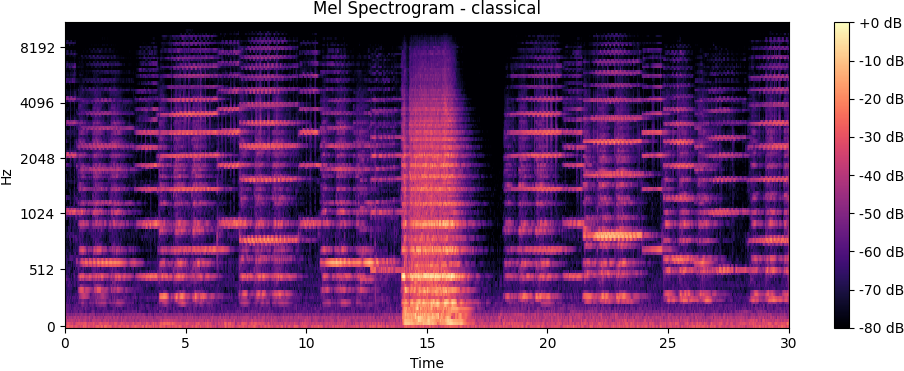 Mel Spectrogram - classical
Hz
8192
4096
2048
1024
512
0
0 5 10 15 20 25 30
Time
+0 dB
-10 dB
-20 dB
-30 dB
-40 dB
-50 dB
-60 dB
-70 dB
-80 dB